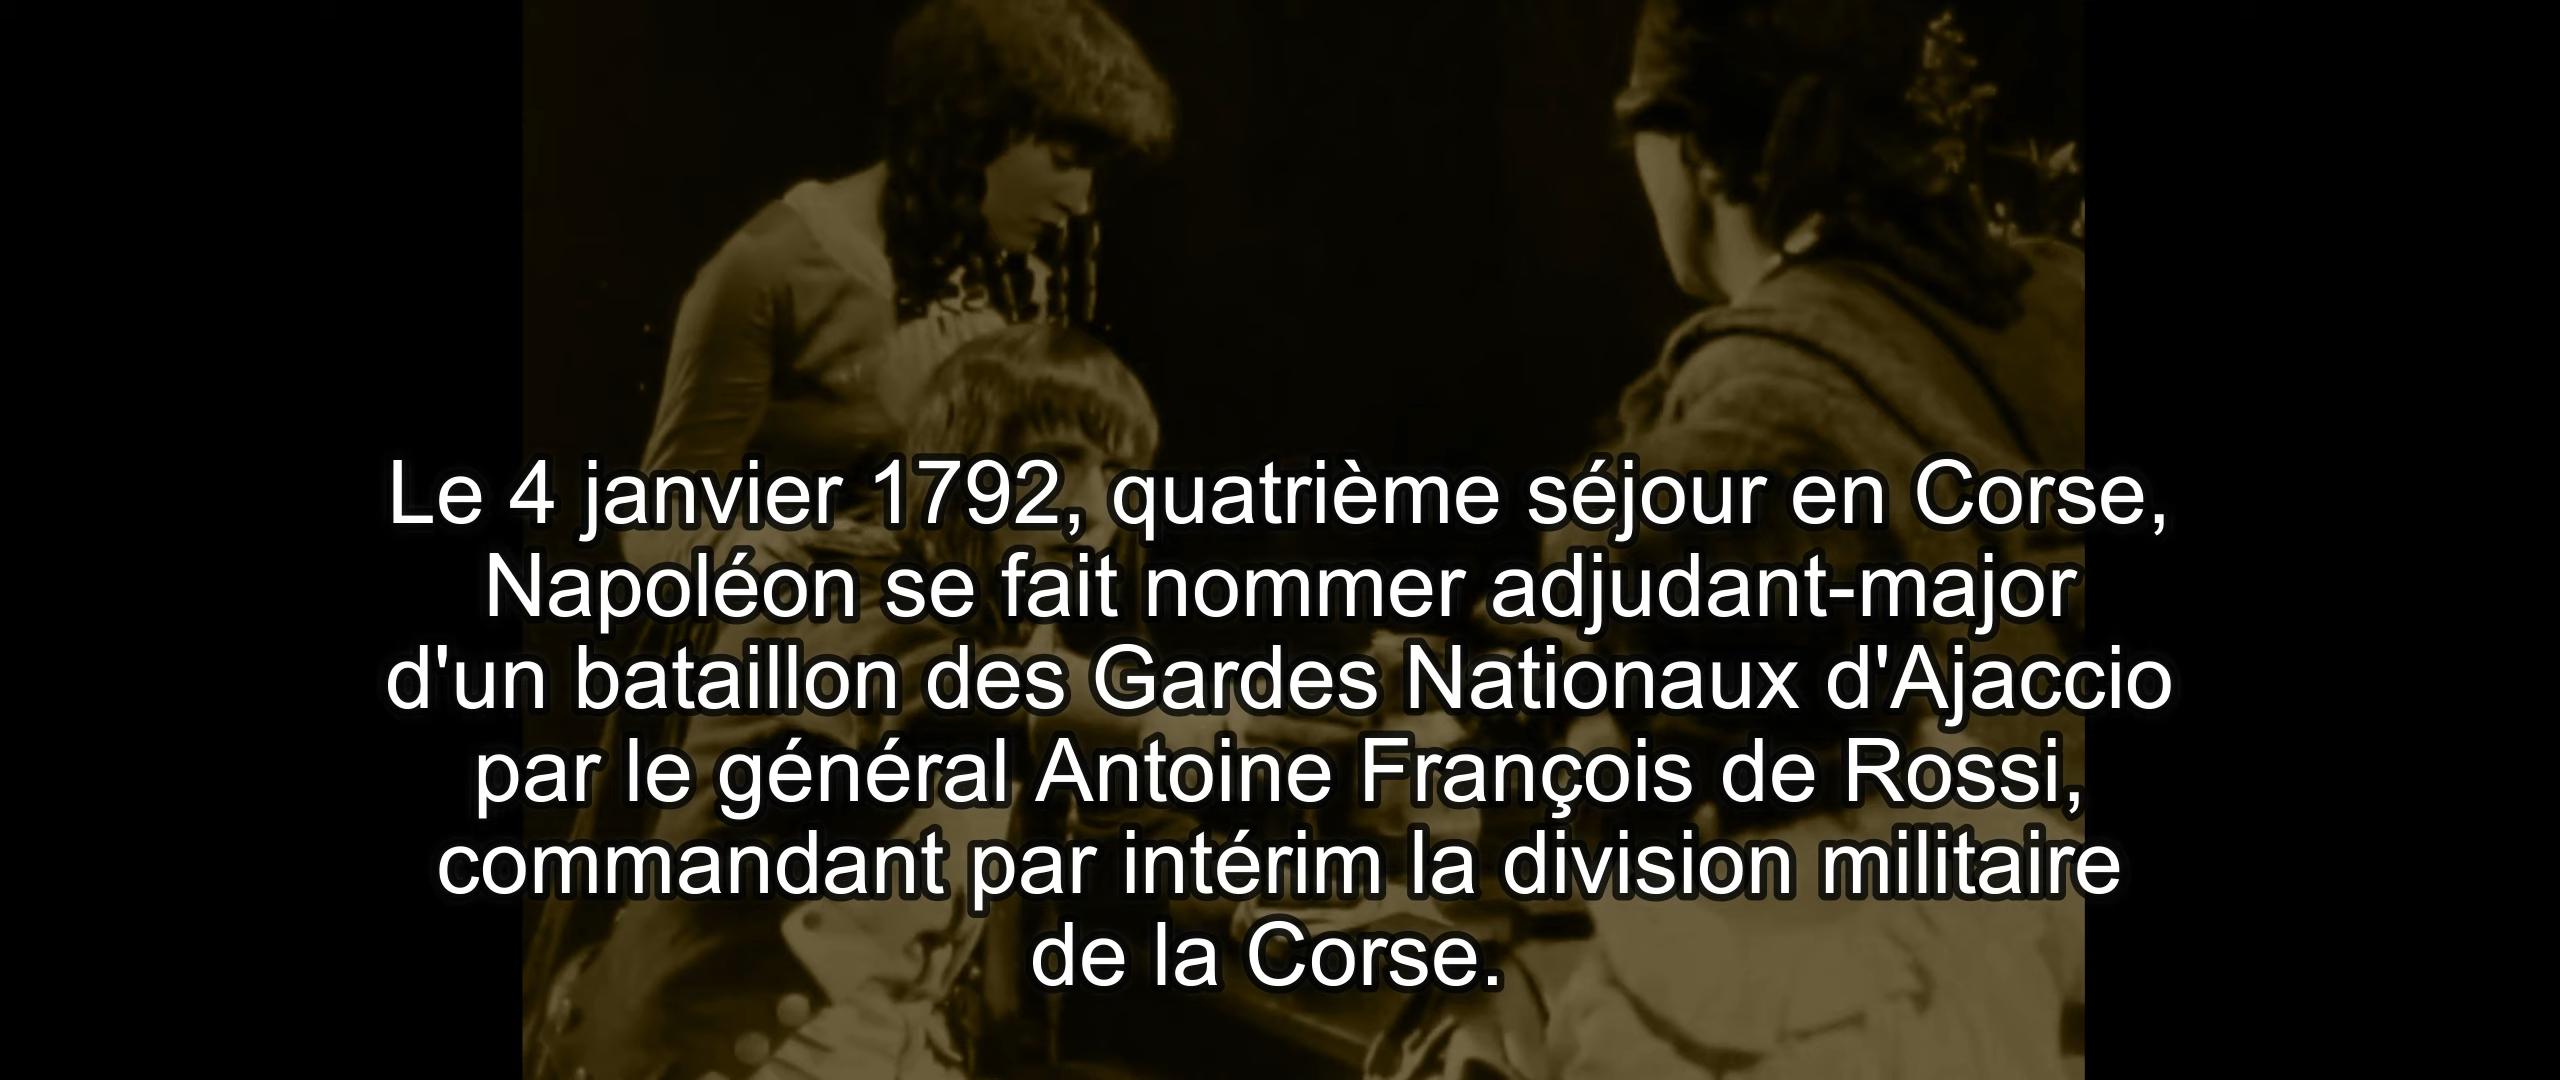 Le 4 janvier 1792, quatrième séjour en Corse,
Napoléon se fait nommer adjudant-major
d'un bataillon des Gardes Nationaux d'Ajaccio
par le général Antoine François de Rossi,
commandant par intérim la division militaire
de la Corse.